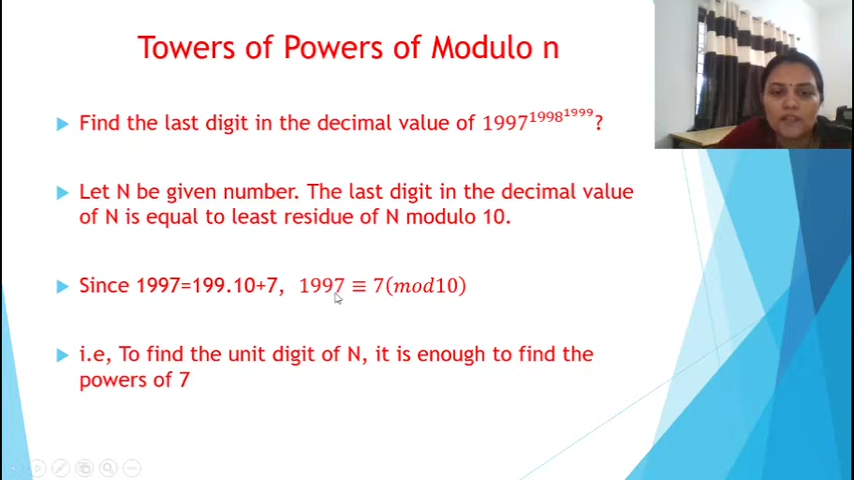 Towers of Powers of Modulo n
Find the last digit in the decimal value of 1997^1998^1999?
Let N be given number. The last digit in the decimal value
of N is equal to least residue of N modulo 10.
Since 1997=199.10+7, 1997 ≡ 7(mod10)
i.e, To find the unit digit of N, it is enough to find the
powers of 7